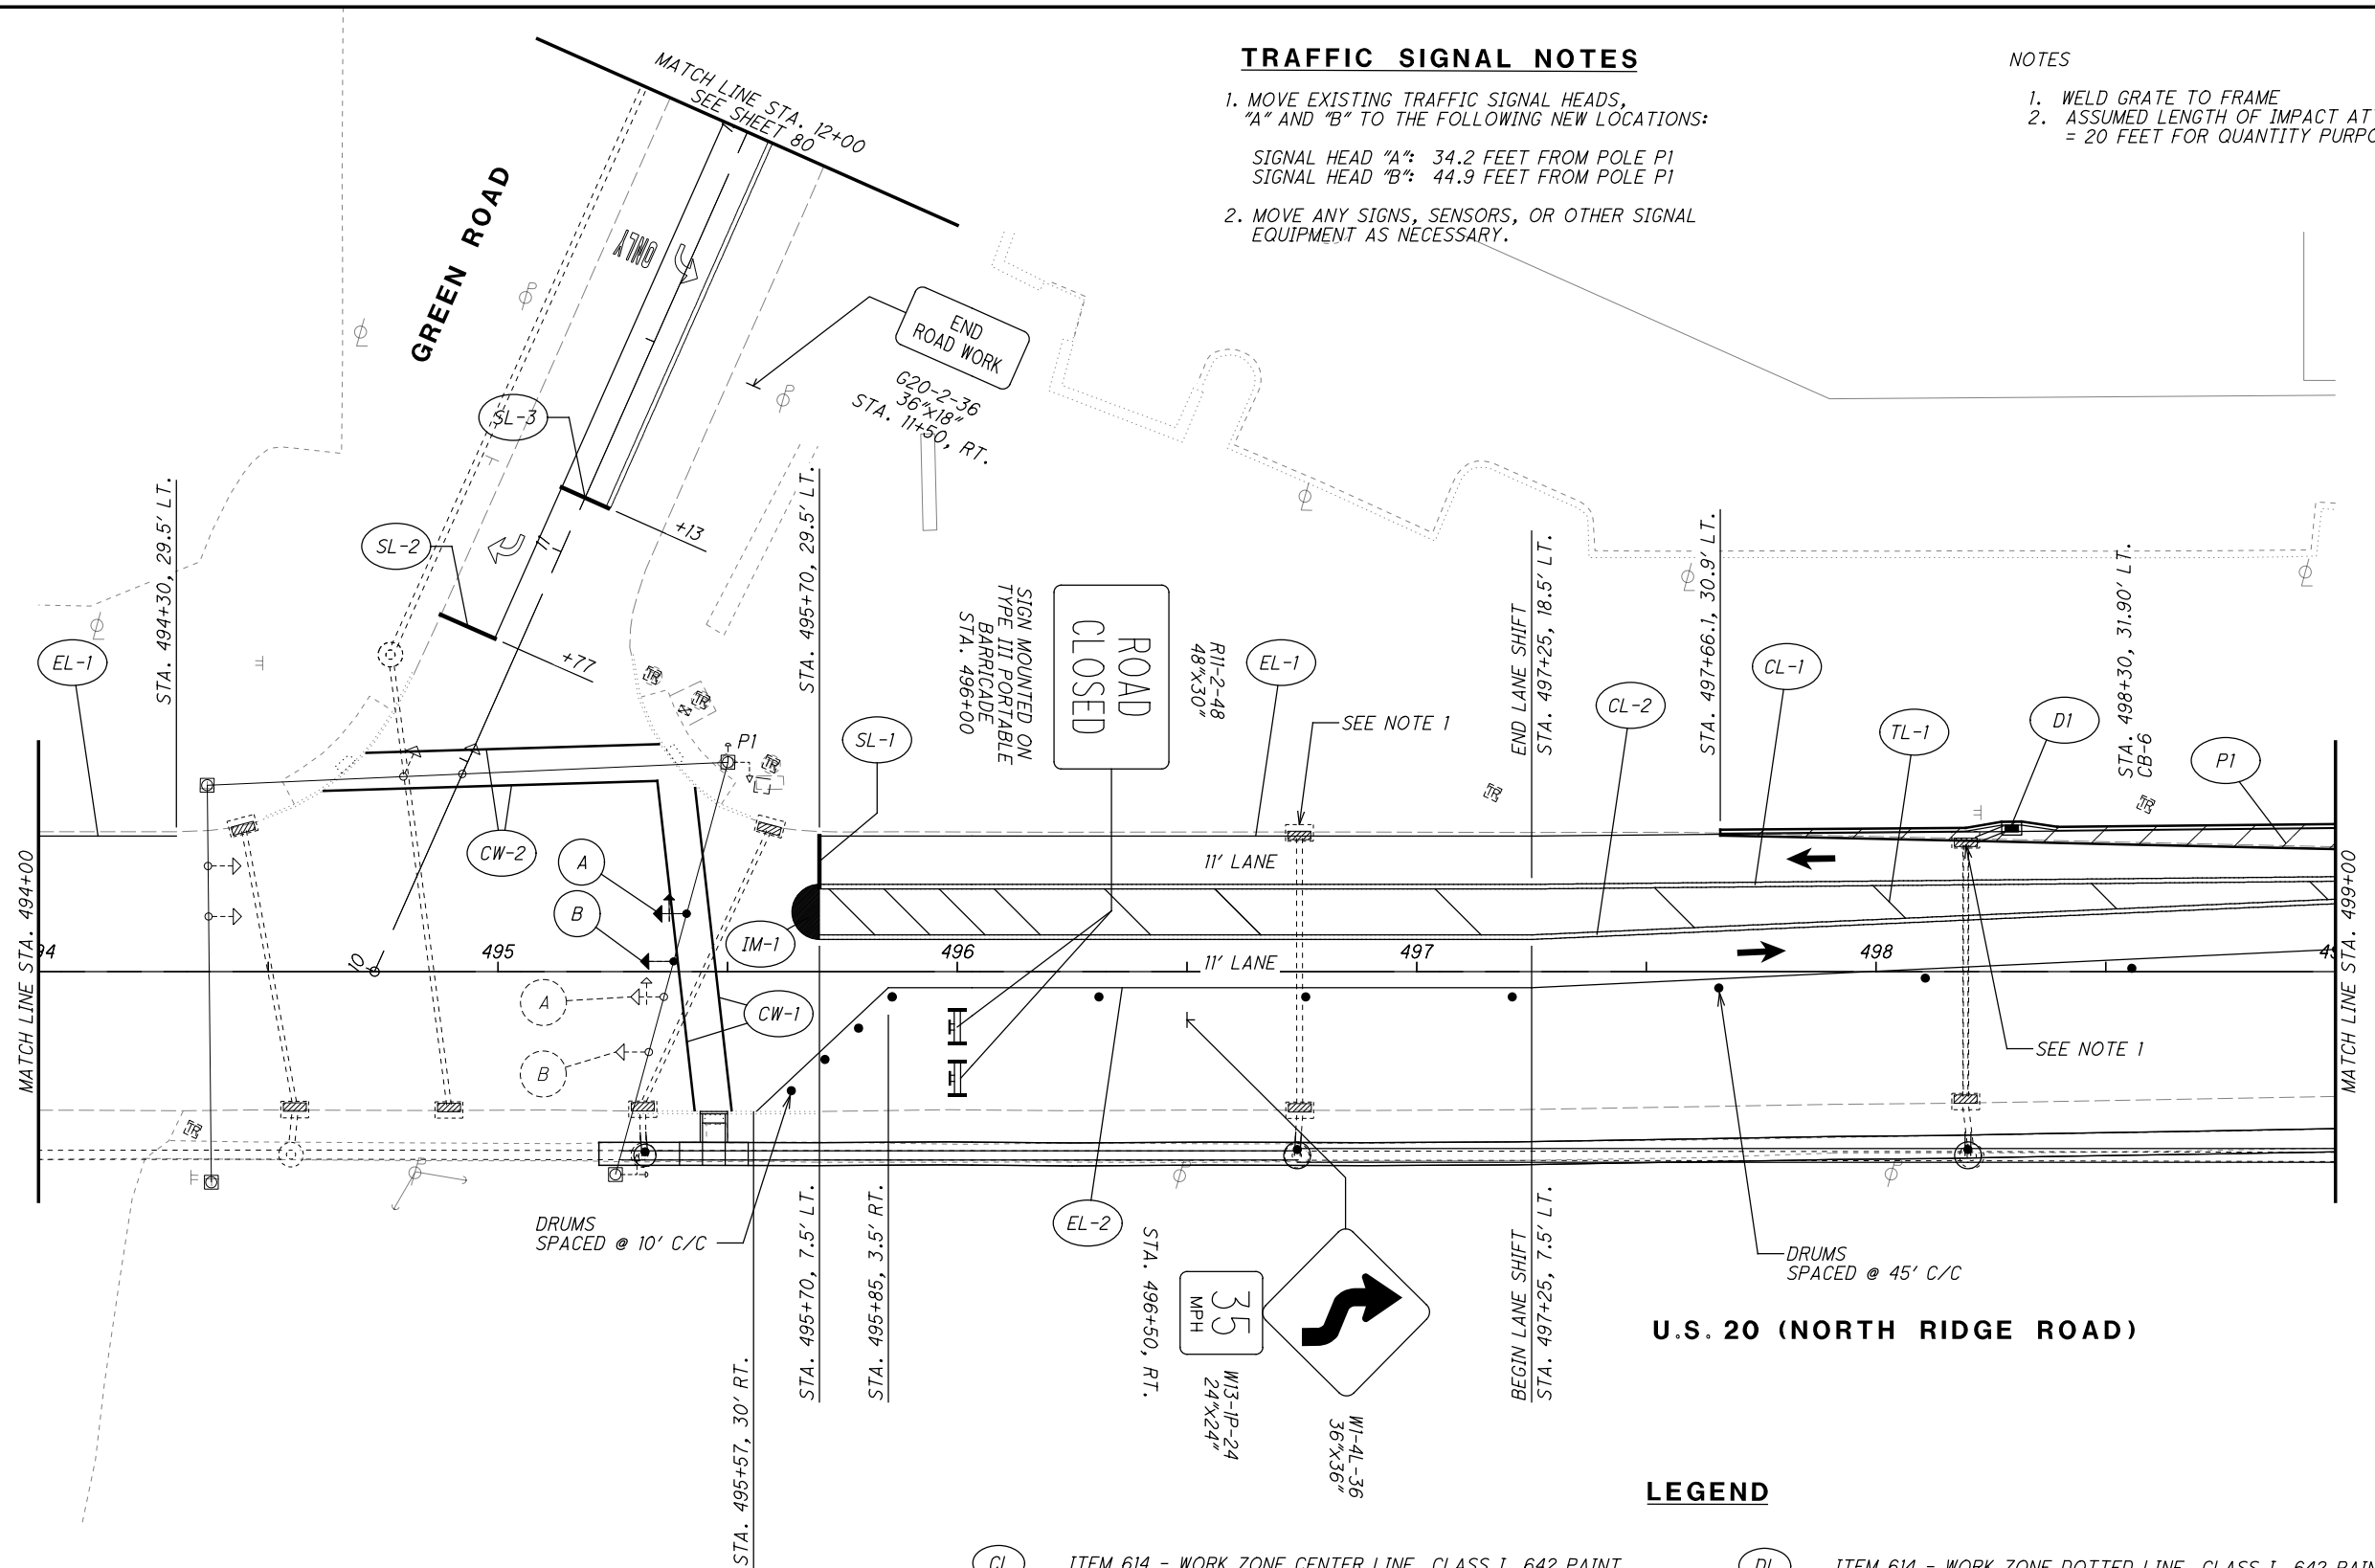 TRAFFIC SIGNAL NOTES
1. MOVE EXISTING TRAFFIC SIGNAL HEADS,
"A" AND "B" TO THE FOLLOWING NEW LOCATIONS:
SIGNAL HEAD "A": 34.2 FEET FROM POLE P1
SIGNAL HEAD "B": 44.9 FEET FROM POLE P1
2. MOVE ANY SIGNS, SENSORS, OR OTHER SIGNAL
EQUIPMENT AS NECESSARY.
NOTES
1. WELD GRATE TO FRAME
2. ASSUMED LENGTH OF IMPACT AT
= 20 FEET FOR QUANTITY PURPO
MATCH LINE STA. 12+00
SEE SHEET 80
GREEN ROAD
ONLY
END
ROAD WORK
G20-2-36
36"x18"
STA. 11+50, RT.
SL-3
+13
SL-2
11
+77
EL-1
STA. 494+30, 29.5' LT.
STA. 495+70, 29.5' LT.
SIGN MOUNTED ON
TYPE III PORTABLE
BARRICADE
STA. 496+00
ROAD
CLOSED
R11-2-48
48"x30"
EL-1
SEE NOTE 1
END LANE SHIFT
STA. 497+25, 18.5' LT.
CL-2
STA. 497+66.1, 30.9' LT.
CL-1
TL-1
D1
STA. 498+30, 31.90' LT.
CB-6
P1
P1
SL-1
CW-2
A
B
IM-1
11' LANE
MATCH LINE STA. 494+00
94
10
495
496
11' LANE
497
498
49
MATCH LINE STA. 499+00
A
B
CW-1
SEE NOTE 1
DRUMS
SPACED @ 10' C/C
STA. 495+57, 30' RT.
STA. 495+70, 7.5' LT.
STA. 495+85, 3.5' RT.
EL-2
STA. 496+50, RT.
35
MPH
W13-1P-24
24"x24"
W1-4L-36
36"x36"
BEGIN LANE SHIFT
STA. 497+25, 7.5' LT.
DRUMS
SPACED @ 45' C/C
U.S. 20 (NORTH RIDGE ROAD)
LEGEND
CL
ITEM 614 - WORK ZONE CENTER LINE, CLASS I, 642 PAINT
DL
ITEM 614 - WORK ZONE DOTTED LINE, CLASS I, 642 PAIN